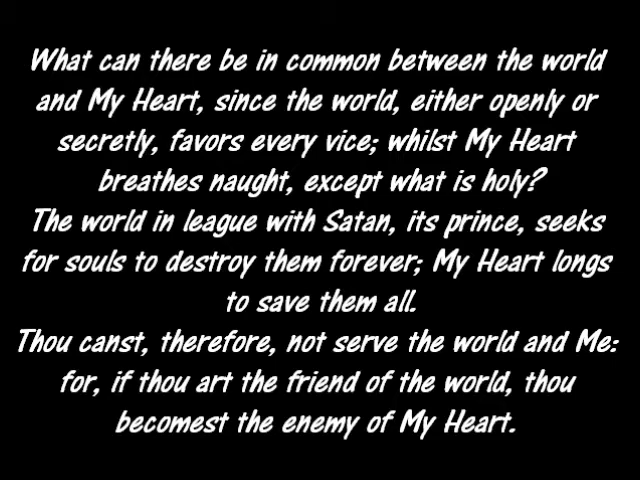 What can there be in common between the world
and My Heart, since the world, either openly or
secretly, favors every vice; whilst My Heart
breathes naught, except what is holy?
The world in league with Satan, its prince, seeks
for souls to destroy them forever; My Heart longs
to save them all.
Thou canst, therefore, not serve the world and Me:
for, if thou art the friend of the world, thou
becomest the enemy of My Heart.